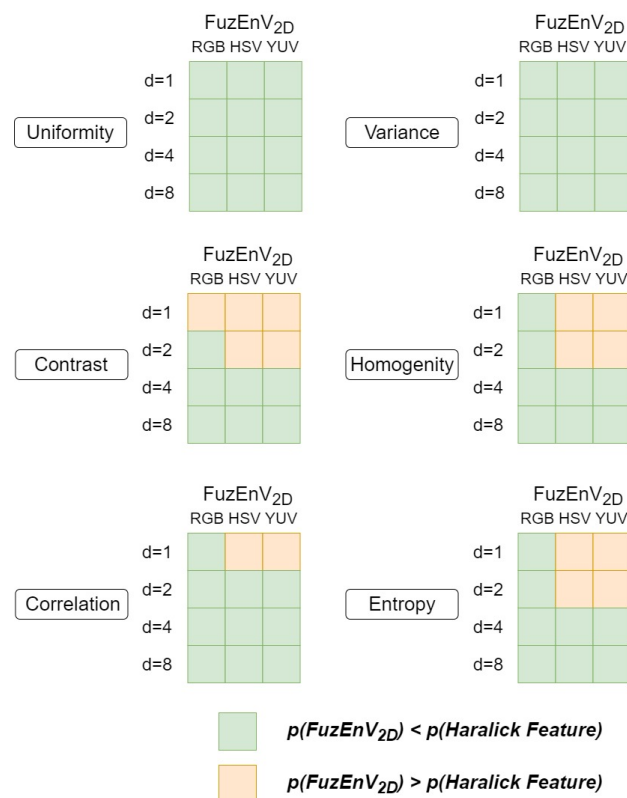 FuzEnV2D
RGB HSV YUV
d=1
d=2
d=4
d=8
Uniformity
FuzEnV2D
RGB HSV YUV
d=1
d=2
d=4
d=8
Variance
FuzEnV2D
RGB HSV YUV
d=1
d=2
d=4
d=8
Contrast
FuzEnV2D
RGB HSV YUV
d=1
d=2
d=4
d=8
Homogenity
FuzEnV2D
RGB HSV YUV
d=1
d=2
d=4
d=8
Correlation
FuzEnV2D
RGB HSV YUV
d=1
d=2
d=4
d=8
Entropy
p(FuzEnV2D) < p(Haralick Feature)
p(FuzEnV2D) > p(Haralick Feature)